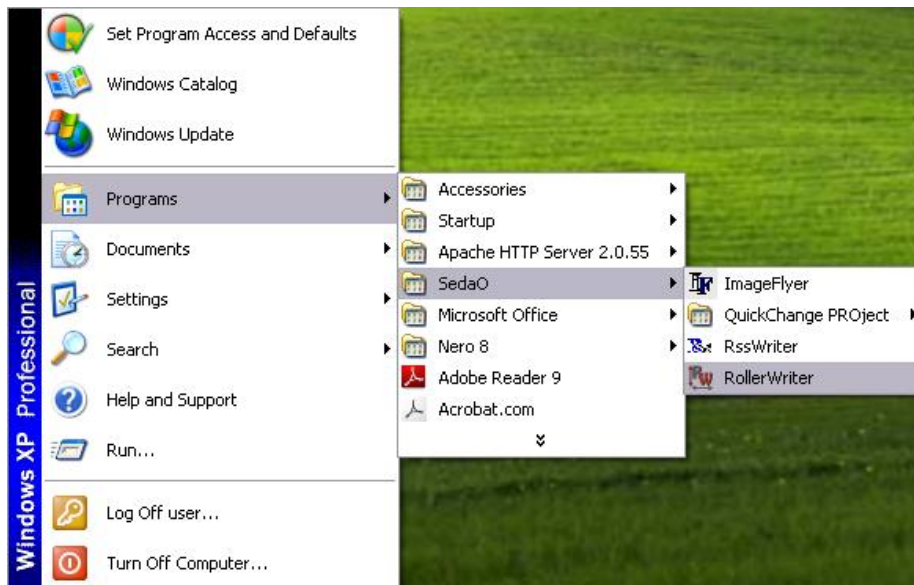 Set Program Access and Defaults
Windows Catalog
Windows Update
Programs
Documents
Settings
Search
Help and Support
Run...
Log Off user...
Turn Off Computer...
Windows XP Professional
Accessories
Startup
Apache HTTP Server 2.0.55
SedaO
Microsoft Office
Nero 8
Adobe Reader 9
Acrobat.com
ImageFlyer
QuickChange PROject
RssWriter
RollerWriter